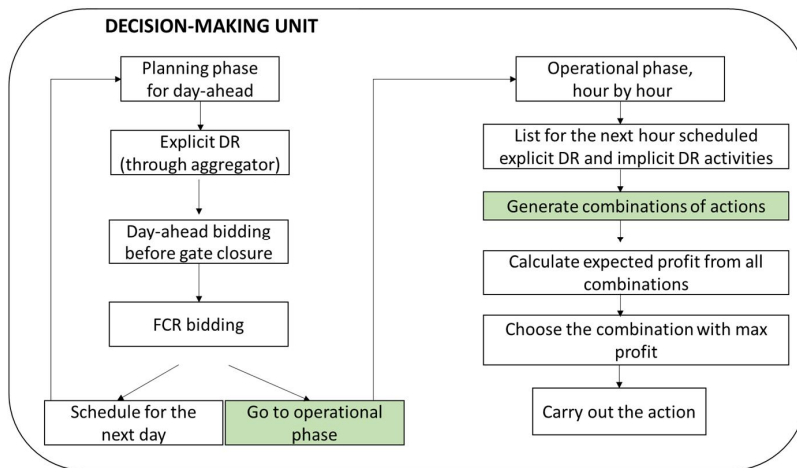 DECISION-MAKING UNIT
Planning phase
for day-ahead
Explicit DR
(through aggregator)
Day-ahead bidding
before gate closure
FCR bidding
Schedule for the
next day
Go to operational
phase
Operational phase,
hour by hour
List for the next hour scheduled
explicit DR and implicit DR activities
Generate combinations of actions
Calculate expected profit from all
combinations
Choose the combination with max
profit
Carry out the action